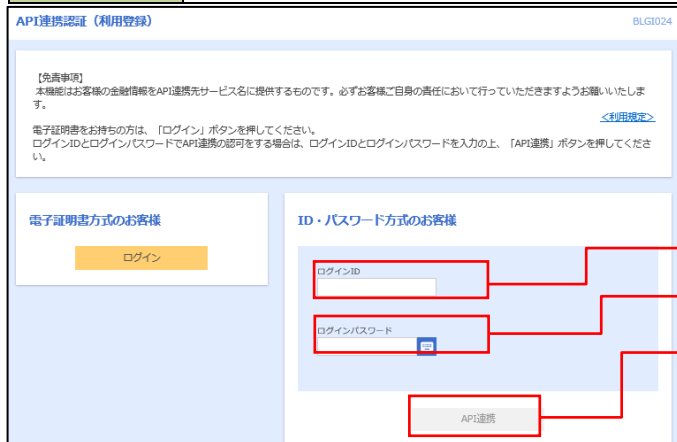 API連携認証（利用登録）
BLGI024
【免責事項】
本機能はお客様の金融情報をAPI連携先サービス名に提供するものです。必ずお客様ご自身の責任において行っていただきますようお願いいたしま
す。
<利用規定>
電子証明書をお持ちの方は、「ログイン」ボタンを押してください。
ログインIDとログインパスワードでAPI連携の認可をする場合は、ログインIDとログインパスワードを入力の上、「API連携」ボタンを押してくださ
い。
電子証明書方式のお客様
ログイン
ID・パスワード方式のお客様
ログインID
ログインパスワード
API連携